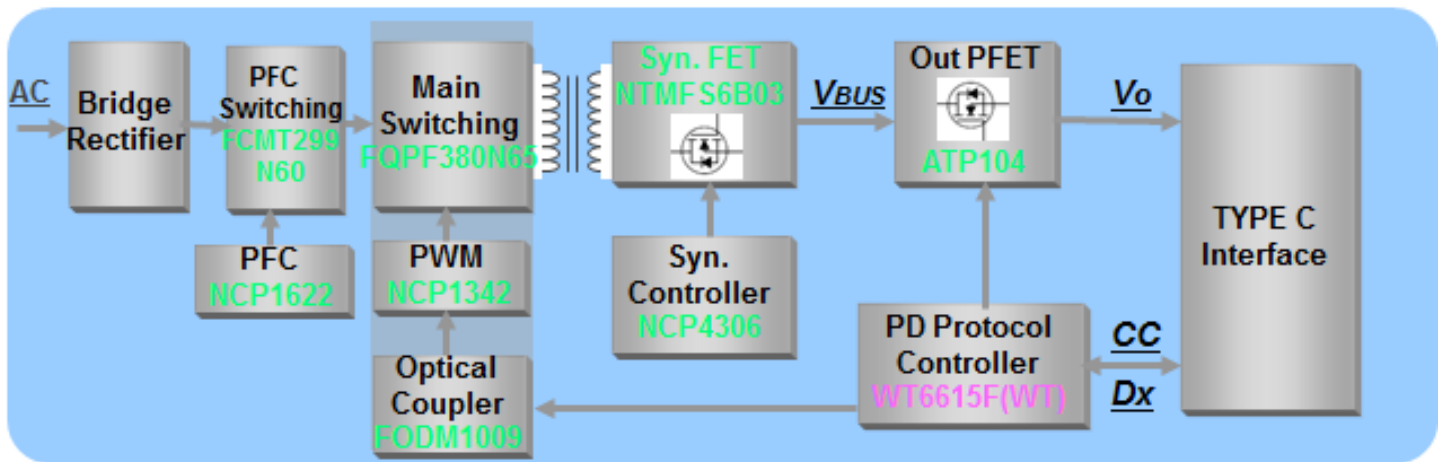 AC
Bridge
Rectifier
PFC
Switching
FCMT299
N60
Main
Switching
FQPF380N65
Syn. FET
NTMFS6B03
VBUS
Out PFET
ATP104
Vo
TYPE C
Interface
PFC
NCP1622
PWM
NCP1342
Syn.
Controller
NCP4306
PD Protocol
Controller
WT6615F(WT)
CC
Dx
Optical
Coupler
FODM1009